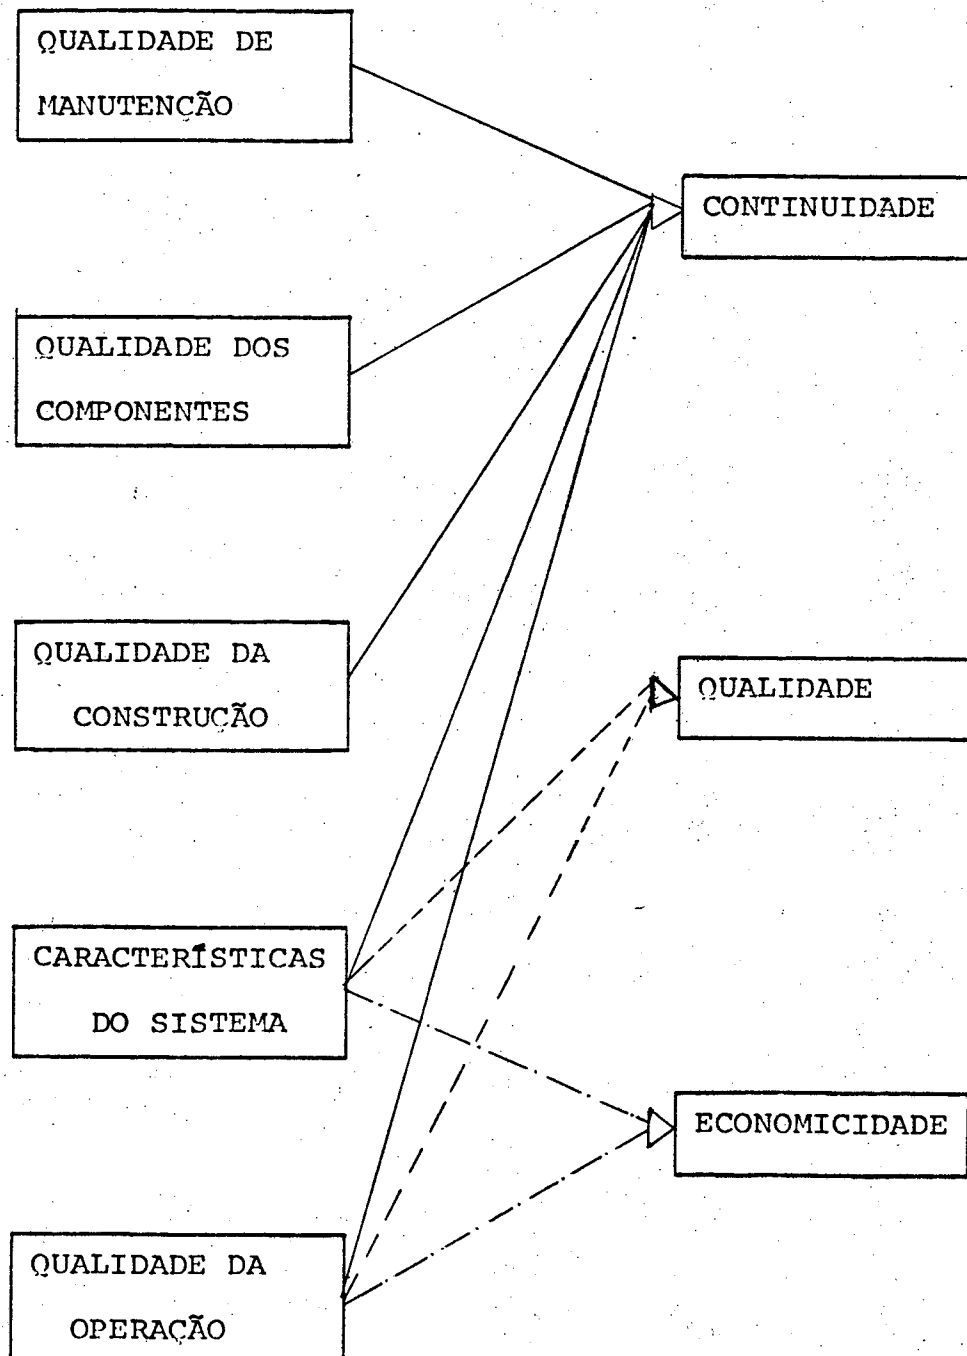 QUALIDADE DE
MANUTENÇÃO
CONTINUIDADE
QUALIDADE DOS
COMPONENTES
QUALIDADE DA
CONSTRUÇÃO
QUALIDADE
CARACTERÍSTICAS
DO SISTEMA
ECONOMICIDADE
QUALIDADE DA
OPERAÇÃO